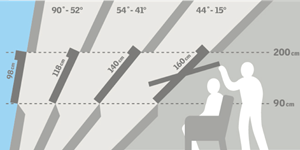 90°- 52° 54°- 41° 44°- 15°
200 cm
98 cm 118 cm 140 cm 160 cm
90 cm